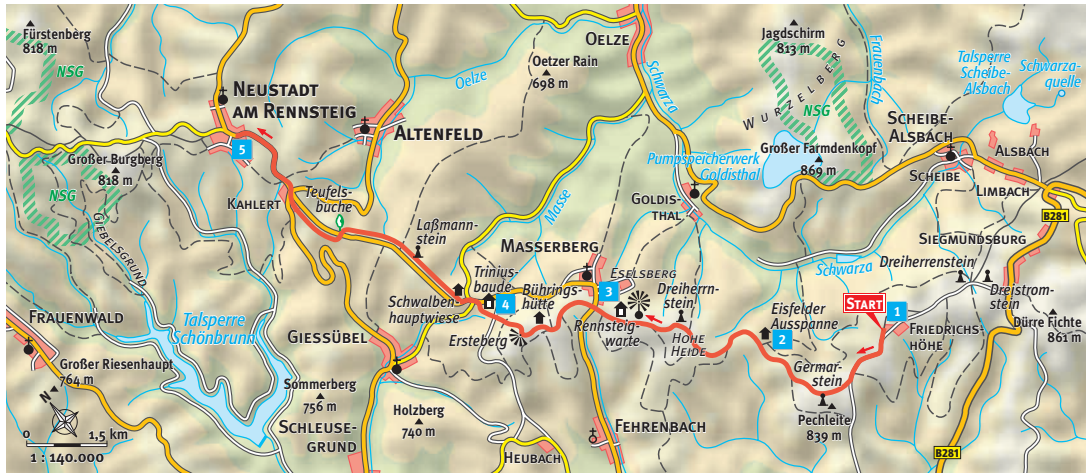 Fürstenberg
818 m
NSG
NEUSTADT
AM RENNSTEIG
5
Großer Burgberg
818 m
NSG
KAHLERT
GIEBELSGRUND
Teufels-
buche
ALTENFELD
Oelze
OELZE
Oetzer Rain
698 m
Schwarza
Jagdschirm
813 m
WURZELBERG
NSG
Frauenbach
Großer Farmdenkopf
869 m
Pumpspeicherwerk
Goldisthal
GOLDIS-
THAL
Talsperre
Scheibe-
Alsbach
Schwarza-
quelle
SCHEIBE-
ALSBACH
SCHEIBE
ALSBACH
LIMBACH
B281
Laßmann-
stein
Masse
MASSERBERG
ESELSBERG
3
Trinius-
baude
4
Bührings-
hütte
Schwalben-
hauptwiese
Ersteberg
Rennsteig-
warte
Dreiherrn-
stein
HOHE
HEIDE
Schwarza
Eisfelder
Ausspanne
2
START
1
SIEGMUNDSBURG
Dreiherrenstein
Dreistrom-
stein
FRIEDRICHS-
HÖHE
Dürre Fichte
861 m
Germar-
stein
Pechleite
839 m
B281
FRAUENWALD
Großer Riesenhaupt
764 m
Talsperre
Schönbrunn
GIESSÜBEL
Sommerberg
756 m
SCHLEUSE-
GRUND
Holzberg
740 m
HEUBACH
FEHRENBACH
N
0 1,5 km
1 : 140.000